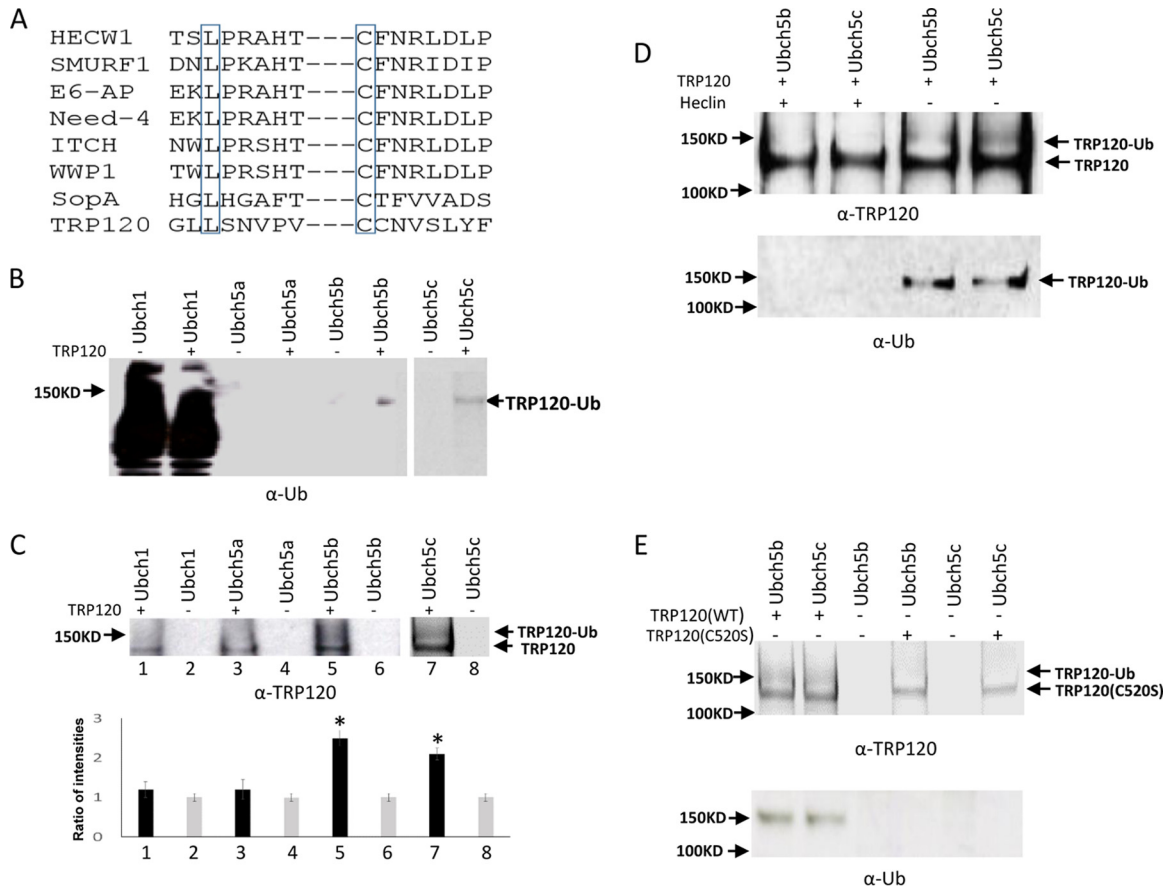 A
HECW1 TSLPRAHT---CFNRLDLP
SMURF1 DNLPKAHT---CFNRIDIP
E6-AP EKLPRAHT---CFNRLDLP
Need-4 EKLPRAHT---CFNRLDLP
ITCH NWLPRSHT---CFNRLDLP
WWP1 TWLPRSHT---CFNRLDLP
SopA HGLHGAFT---CTFVVADS
TRP120 GLLSNVPV---CCNVSLYF
B
Ubch1 Ubch1 Ubch5a Ubch5a Ubch5b Ubch5b Ubch5c Ubch5c
TRP120 - + - + - + - +
150KD
TRP120-Ub
α-Ub
C
Ubch1 Ubch1 Ubch5a Ubch5a Ubch5b Ubch5b Ubch5c Ubch5c
TRP120 + - + - + - + -
150KD
TRP120-Ub
TRP120
1 2 3 4 5 6 7 8
α-TRP120
Ratio of intensities
3
2
1
0
* *
1 2 3 4 5 6 7 8
D
Ubch5b Ubch5c Ubch5b Ubch5c
TRP120 + + + +
Heclin + + - -
150KD
TRP120-Ub
TRP120
100KD
α-TRP120
150KD
TRP120-Ub
100KD
α-Ub
E
Ubch5b Ubch5c Ubch5b Ubch5b Ubch5c Ubch5c
TRP120(WT) + + - - - -
TRP120(C520S) - - - + - +
150KD
TRP120-Ub
TRP120(C520S)
100KD
α-TRP120
150KD
100KD
α-Ub